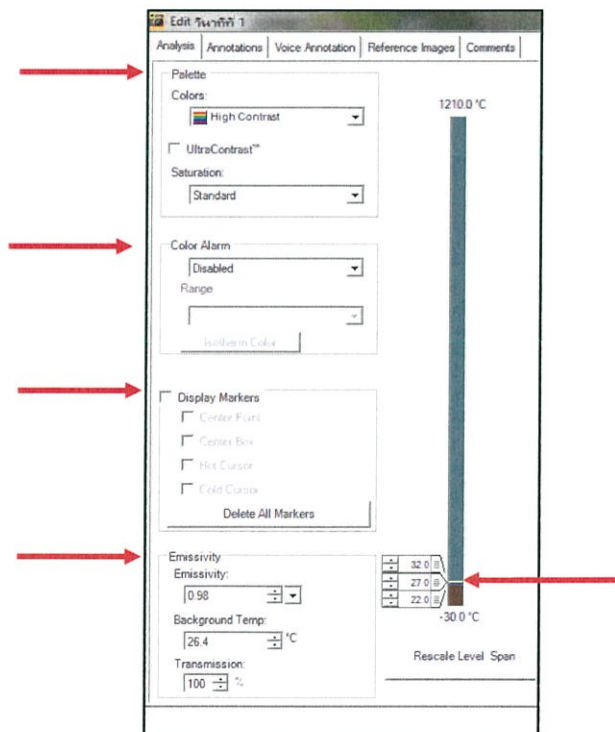 Edit วินาทีที่ 1
Analysis Annotations Voice Annotation Reference Images Comments
Palette
Colors:
High Contrast
UltraContrast™
Saturation:
Standard
Color Alarm
Disabled
Range
Isotherm Color
Display Markers
Center Point
Center Box
Hot Cursor
Cold Cursor
Delete All Markers
Emissivity
Emissivity:
0.98
Background Temp:
26.4 °C
Transmission:
100 %
1210.0 °C
32.0
27.0
22.0
-30.0 °C
Rescale Level Span